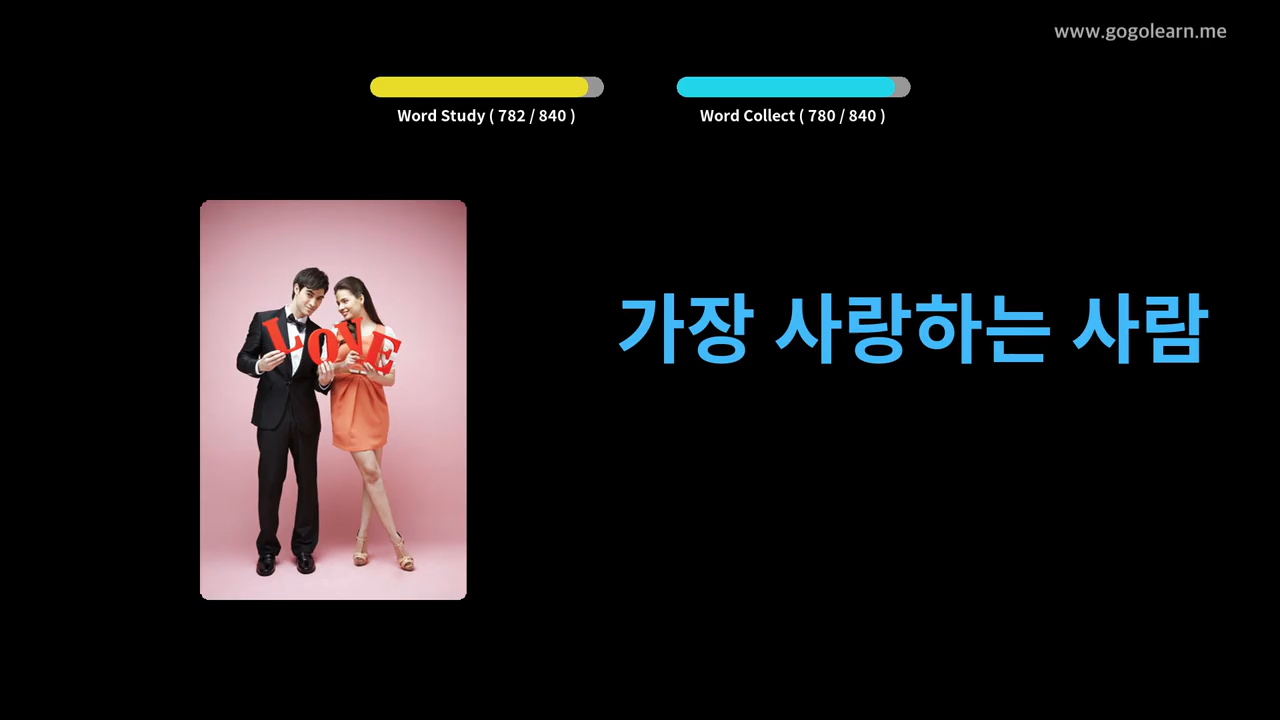 www.gogolearn.me
Word Study ( 782 / 840 )
Word Collect ( 780 / 840 )
LOVE
가장 사랑하는 사람